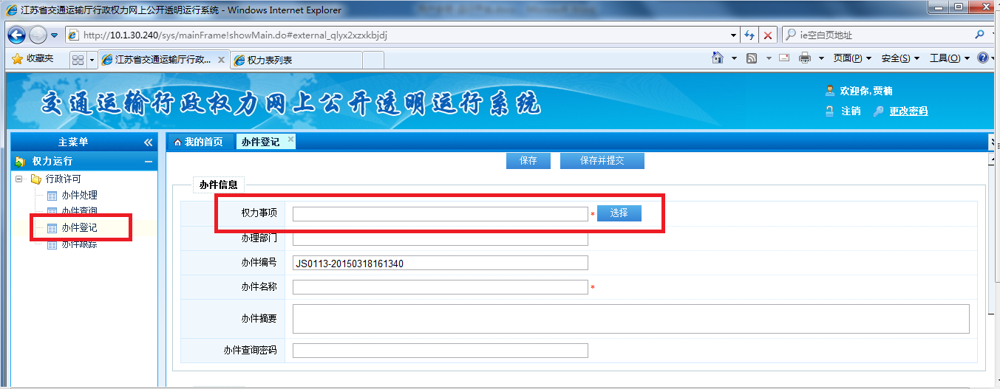 江苏省交通运输厅行政权力网上公开透明运行系统 - Windows Internet Explorer
http://10.1.30.240/sys/mainFrame!showMain.do#external_qlyx2xzxkbjdj
ie空白页地址
收藏夹
江苏省交通运输厅行政...
权力表列表
页面(P)
安全(S)
工具(O)
交通运输行政权力网上公开透明运行系统
欢迎你,贾楠
注销
更改密码
主菜单
我的首页
办件登记
权力运行
保存
保存并提交
行政许可
办件处理
办件查询
办件登记
办件跟踪
办件信息
权力事项
* 选择
办理部门
办件编号
JS0113-20150318161340
办件名称
*
办件摘要
办件查询密码